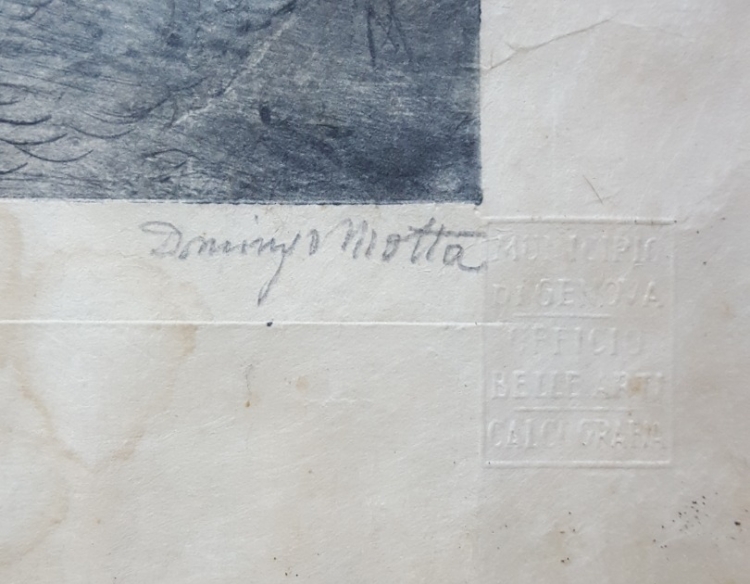 Domingo Motta
MUNICIPIO
DI GENOVA
UFFICIO
BELLE ARTI
CALCOGRAFIA